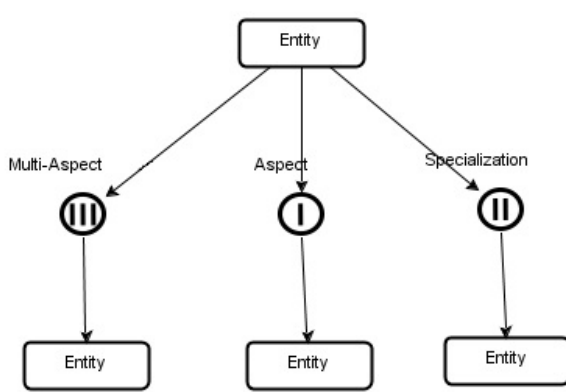 Entity
Multi-Aspect
Aspect
Specialization
III
I
II
Entity
Entity
Entity